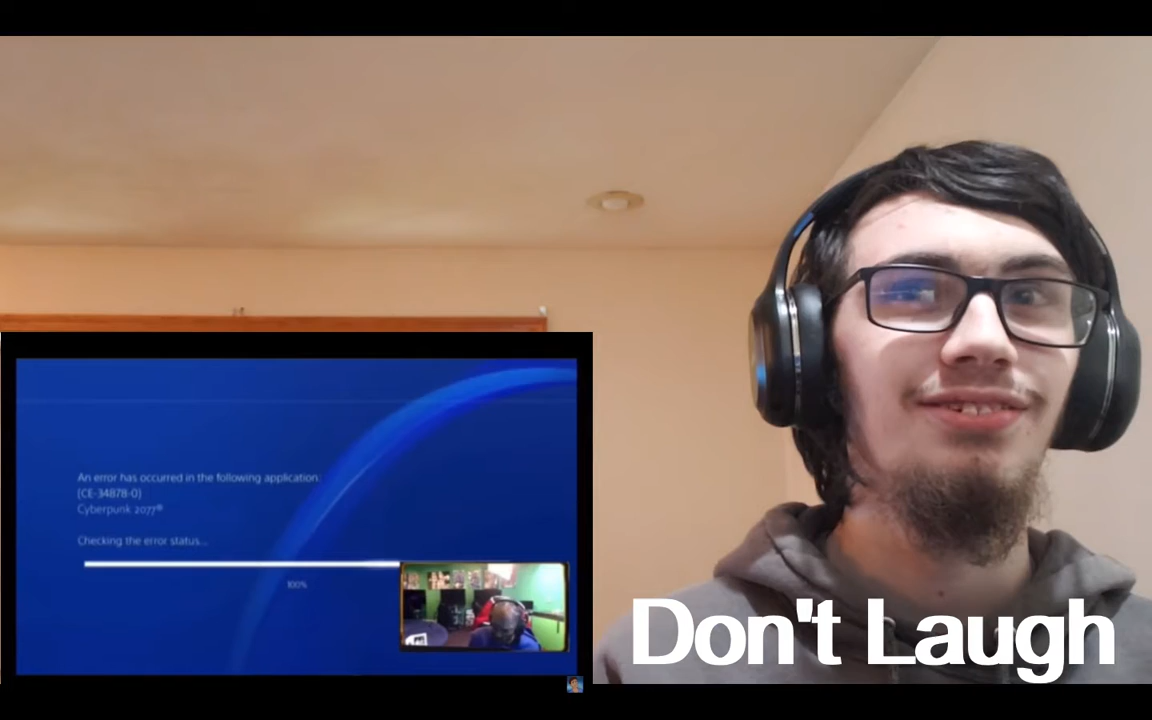 An error has occurred in the following application.
(CE-34878-0)
Cyberpunk 2077®
Checking the error status...
100%
Don't Laugh